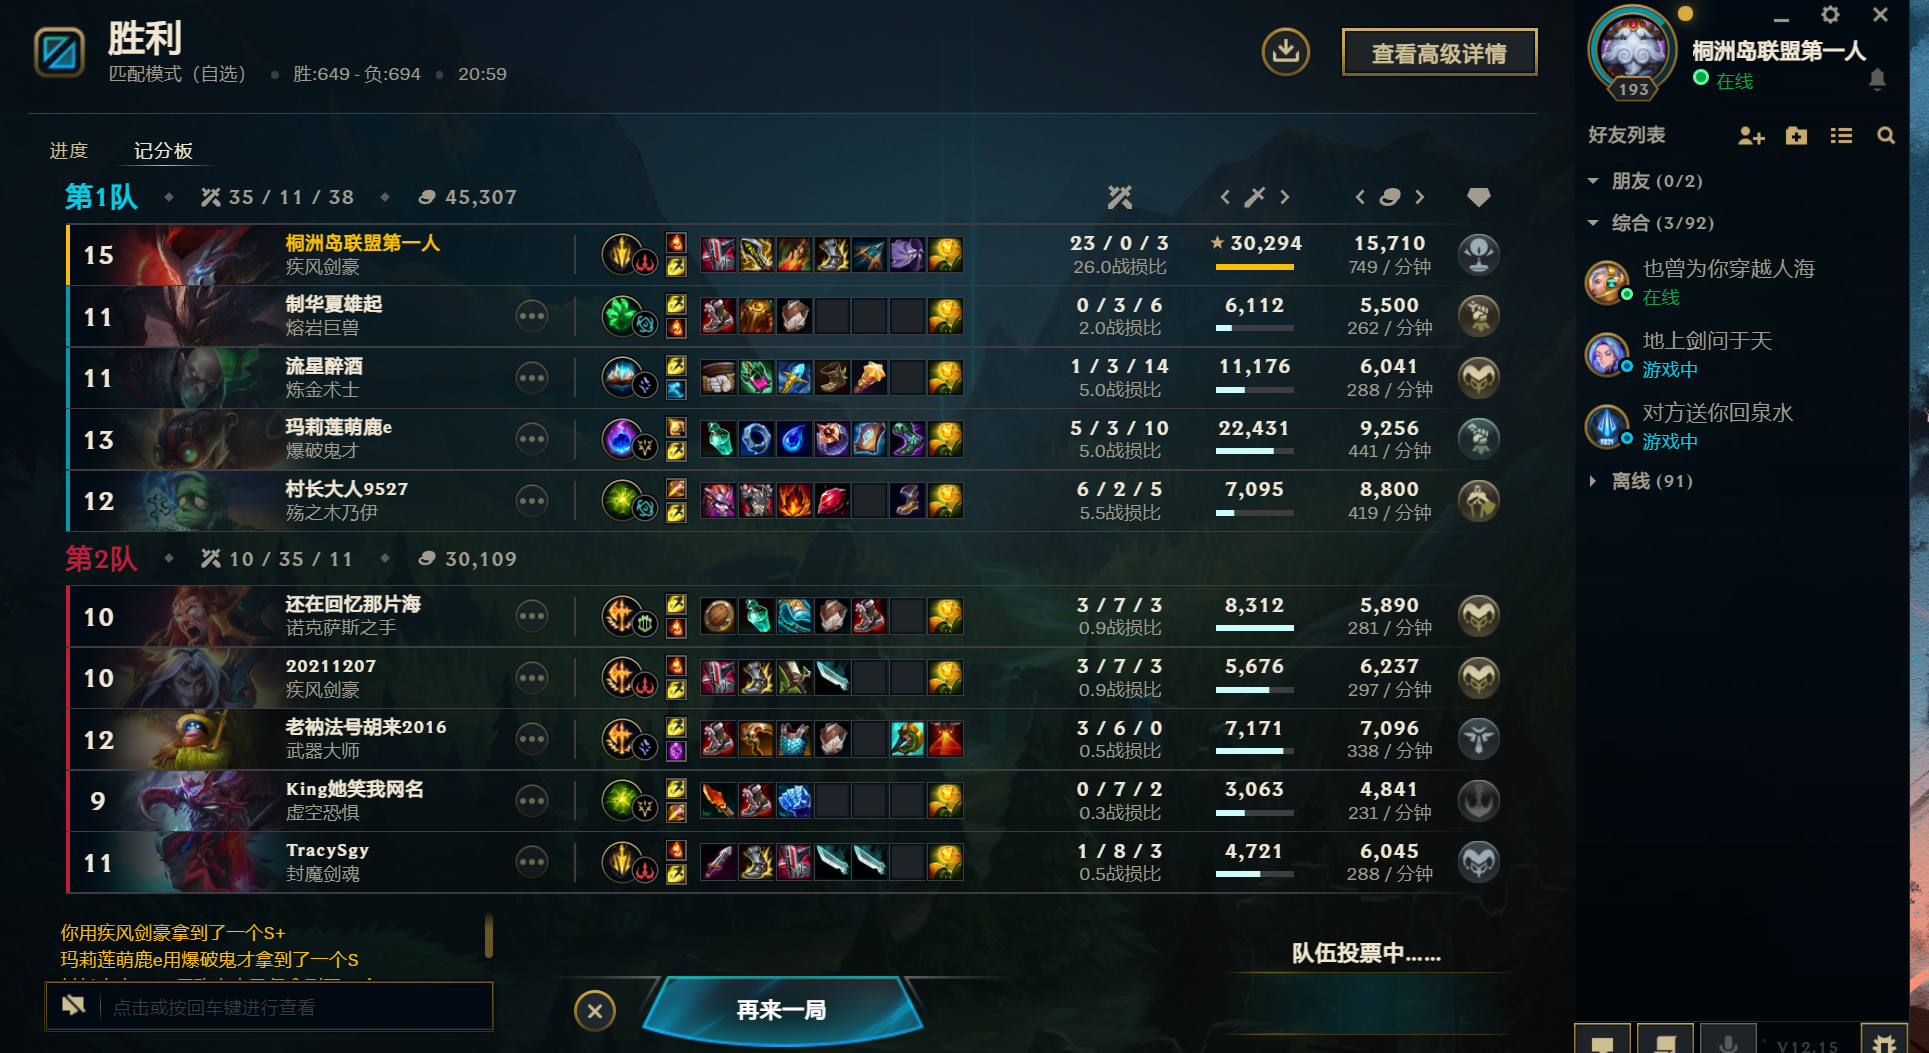 胜利
匹配模式（自选） 胜:649 - 负:694 20:59
查看高级详情
进度 记分板
第1队 35 / 11 / 38 45,307
15 桐洲岛联盟第一人 23 / 0 / 3 30,294 15,710
疾风剑豪 26.0战损比 749 / 分钟
11 制华夏雄起 0 / 3 / 6 6,112 5,500
熔岩巨兽 2.0战损比 262 / 分钟
11 流星醉酒 1 / 3 / 14 11,176 6,041
炼金术士 5.0战损比 288 / 分钟
13 玛莉莲萌鹿e 5 / 3 / 10 22,431 9,256
爆破鬼才 5.0战损比 441 / 分钟
12 村长大人9527 6 / 2 / 5 7,095 8,800
殇之木乃伊 5.5战损比 419 / 分钟
第2队 10 / 35 / 11 30,109
10 还在回忆那片海 3 / 7 / 3 8,312 5,890
诺克萨斯之手 0.9战损比 281 / 分钟
10 20211207 3 / 7 / 3 5,676 6,237
疾风剑豪 0.9战损比 297 / 分钟
12 老衲法号胡来2016 3 / 6 / 0 7,171 7,096
武器大师 0.5战损比 338 / 分钟
9 King她笑我网名 0 / 7 / 2 3,063 4,841
虚空恐惧 0.3战损比 231 / 分钟
11 TracySgy 1 / 8 / 3 4,721 6,045
封魔剑魂 0.5战损比 288 / 分钟
你用疾风剑豪拿到了一个S+
玛莉莲萌鹿e用爆破鬼才拿到了一个S
点击或按回车键进行查看
再来一局
队伍投票中……
桐洲岛联盟第一人
193
在线
好友列表
朋友 (0/2)
综合 (3/92)
也曾为你穿越人海
在线
地上剑问于天
游戏中
对方送你回泉水
游戏中
离线 (91)
V12.15